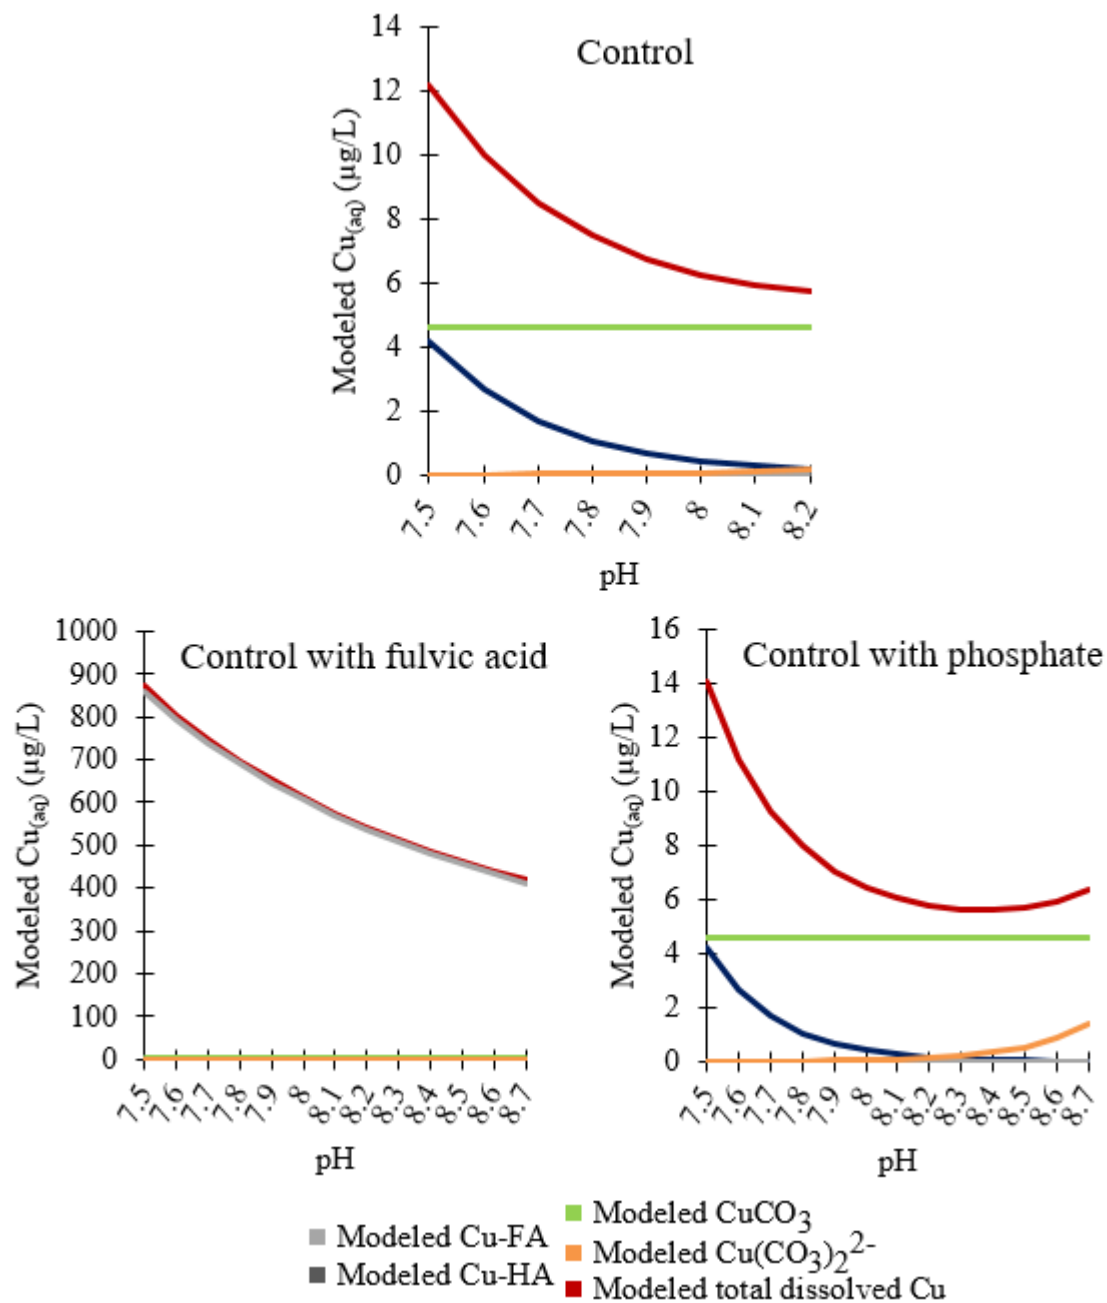 Control
Modeled Cu(aq) (µg/L)
14
12
10
8
6
4
2
0
7.5 7.6 7.7 7.8 7.9 8 8.1 8.2
pH
Control with fulvic acid
Modeled Cu(aq) (µg/L)
1000
900
800
700
600
500
400
300
200
100
0
7.5 7.6 7.7 7.8 7.9 8 8.1 8.2 8.3 8.4 8.5 8.6 8.7
pH
Control with phosphate
Modeled Cu(aq) (µg/L)
16
14
12
10
8
6
4
2
0
7.5 7.6 7.7 7.8 7.9 8 8.1 8.2 8.3 8.4 8.5 8.6 8.7
pH
Modeled Cu-FA
Modeled Cu-HA
Modeled CuCO₃
Modeled Cu(CO₃)₂²⁻
Modeled total dissolved Cu